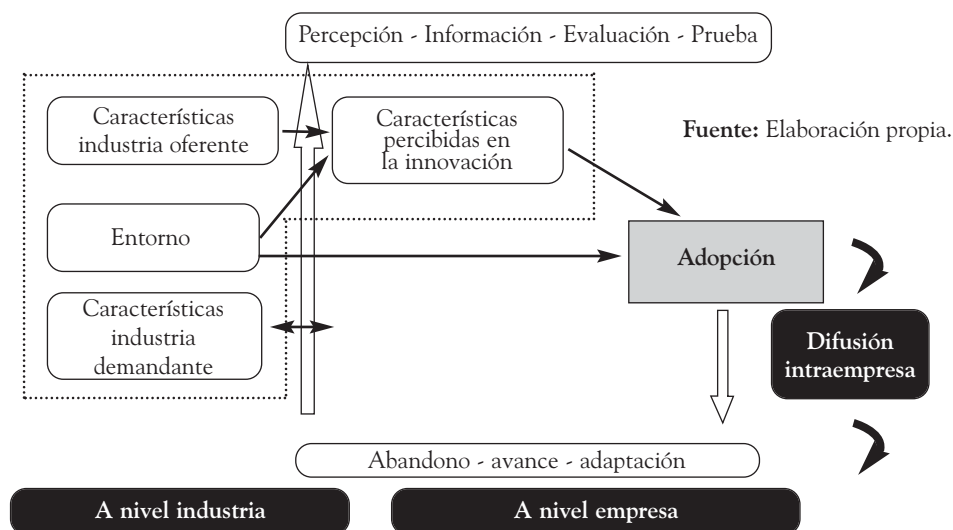 Percepción - Información - Evaluación - Prueba
Características
industria oferente
Características
percibidas en
la innovación
Fuente: Elaboración propia.
Entorno
Adopción
Características
industria
demandante
Difusión
intraempresa
Abandono - avance - adaptación
A nivel industria
A nivel empresa